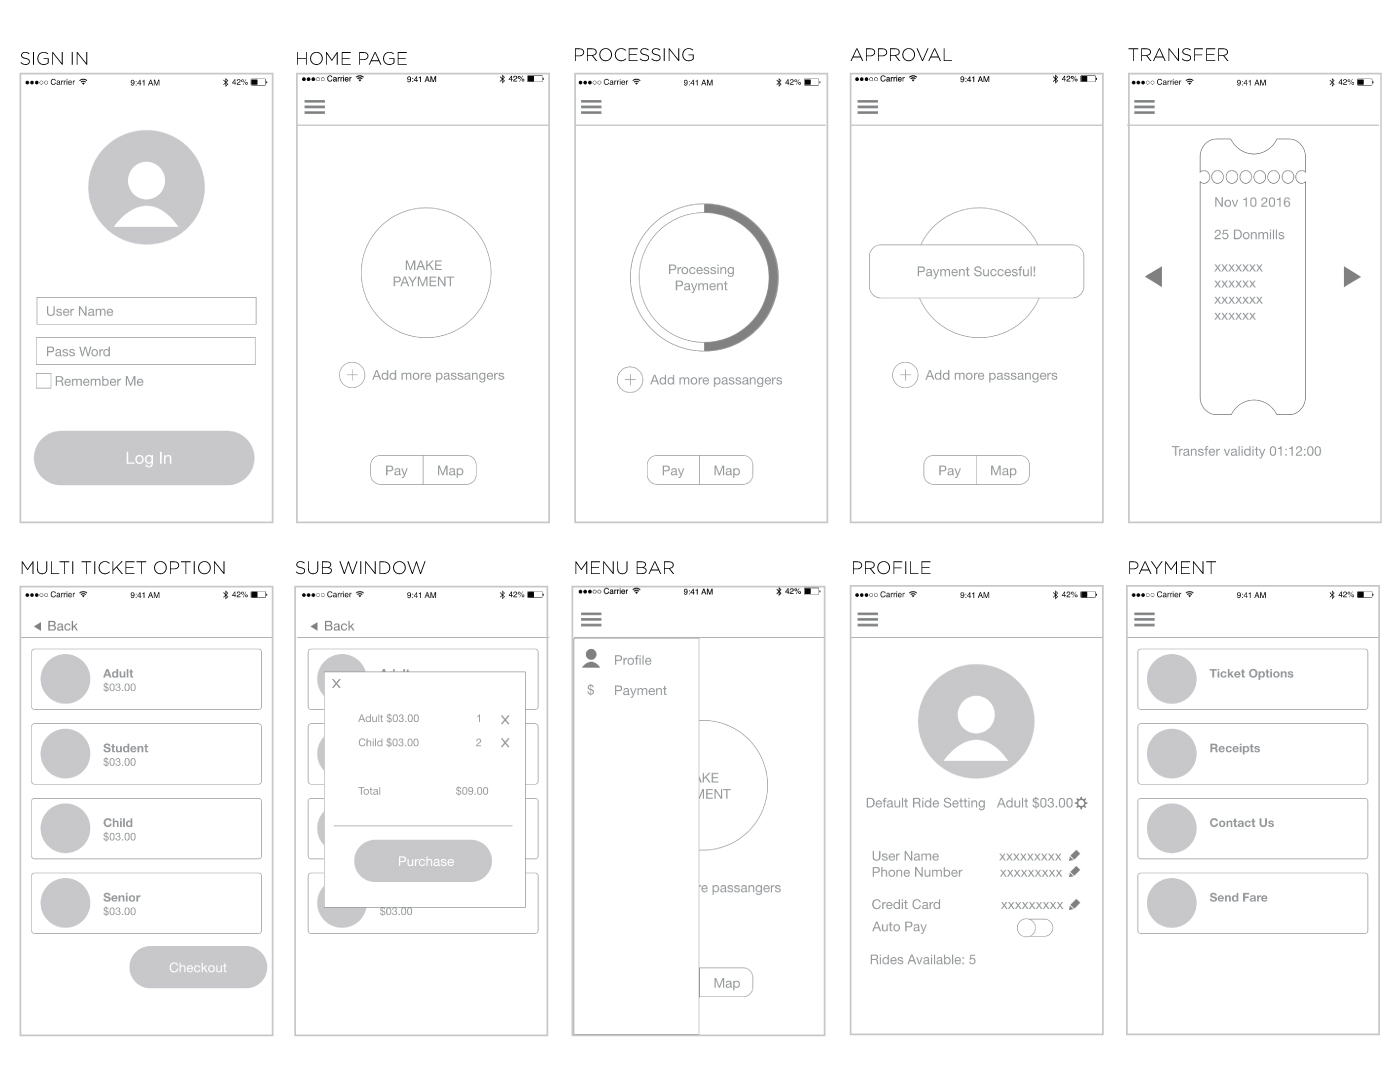 SIGN IN
Carrier 9:41 AM 42%
User Name
Pass Word
Remember Me
Log In
HOME PAGE
Carrier 9:41 AM 42%
MAKE
PAYMENT
+ Add more passangers
Pay Map
PROCESSING
Carrier 9:41 AM 42%
Processing
Payment
+ Add more passangers
Pay Map
APPROVAL
Carrier 9:41 AM 42%
Payment Succesful!
+ Add more passangers
Pay Map
TRANSFER
Carrier 9:41 AM 42%
Nov 10 2016
25 Donmills
xxxxxxx
xxxxxx
xxxxxxx
xxxxxx
Transfer validity 01:12:00
MULTI TICKET OPTION
Carrier 9:41 AM 42%
Back
Adult
$03.00
Student
$03.00
Child
$03.00
Senior
$03.00
Checkout
SUB WINDOW
Carrier 9:41 AM 42%
Back
X
Adult $03.00 1 X
Child $03.00 2 X
Total $09.00
Purchase
$03.00
MENU BAR
Carrier 9:41 AM 42%
Profile
$ Payment
AKE
MENT
re passangers
Map
PROFILE
Carrier 9:41 AM 42%
Default Ride Setting Adult $03.00
User Name xxxxxxxxx
Phone Number xxxxxxxxx
Credit Card xxxxxxxxx
Auto Pay
Rides Available: 5
PAYMENT
Carrier 9:41 AM 42%
Ticket Options
Receipts
Contact Us
Send Fare